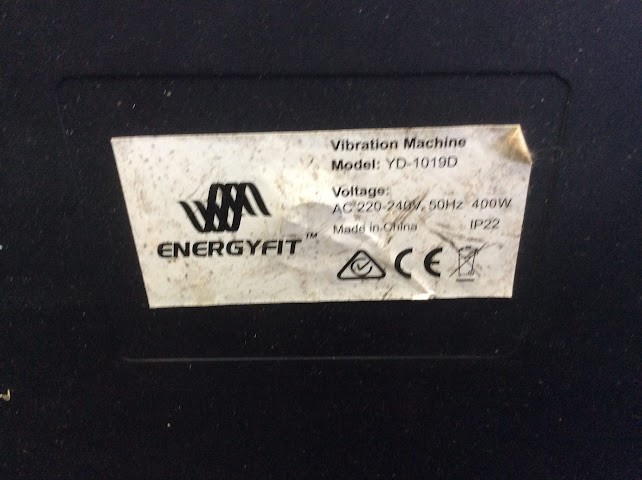 Vibration Machine
Model: YD-1019D
Voltage:
AC 220-240V, 50Hz 400W
Made in China IP22
ENERGYFIT™
CE